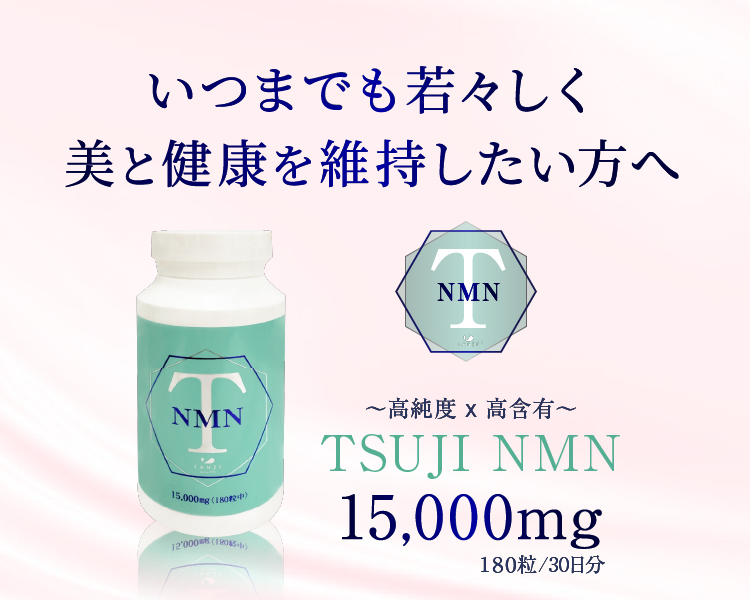 いつまでも若々しく
美と健康を維持したい方へ
T
NMN
T
NMN
TSUJI
15,000mg(180粒中)
～高純度 x 高含有～
TSUJI NMN
15,000mg
180粒/30日分